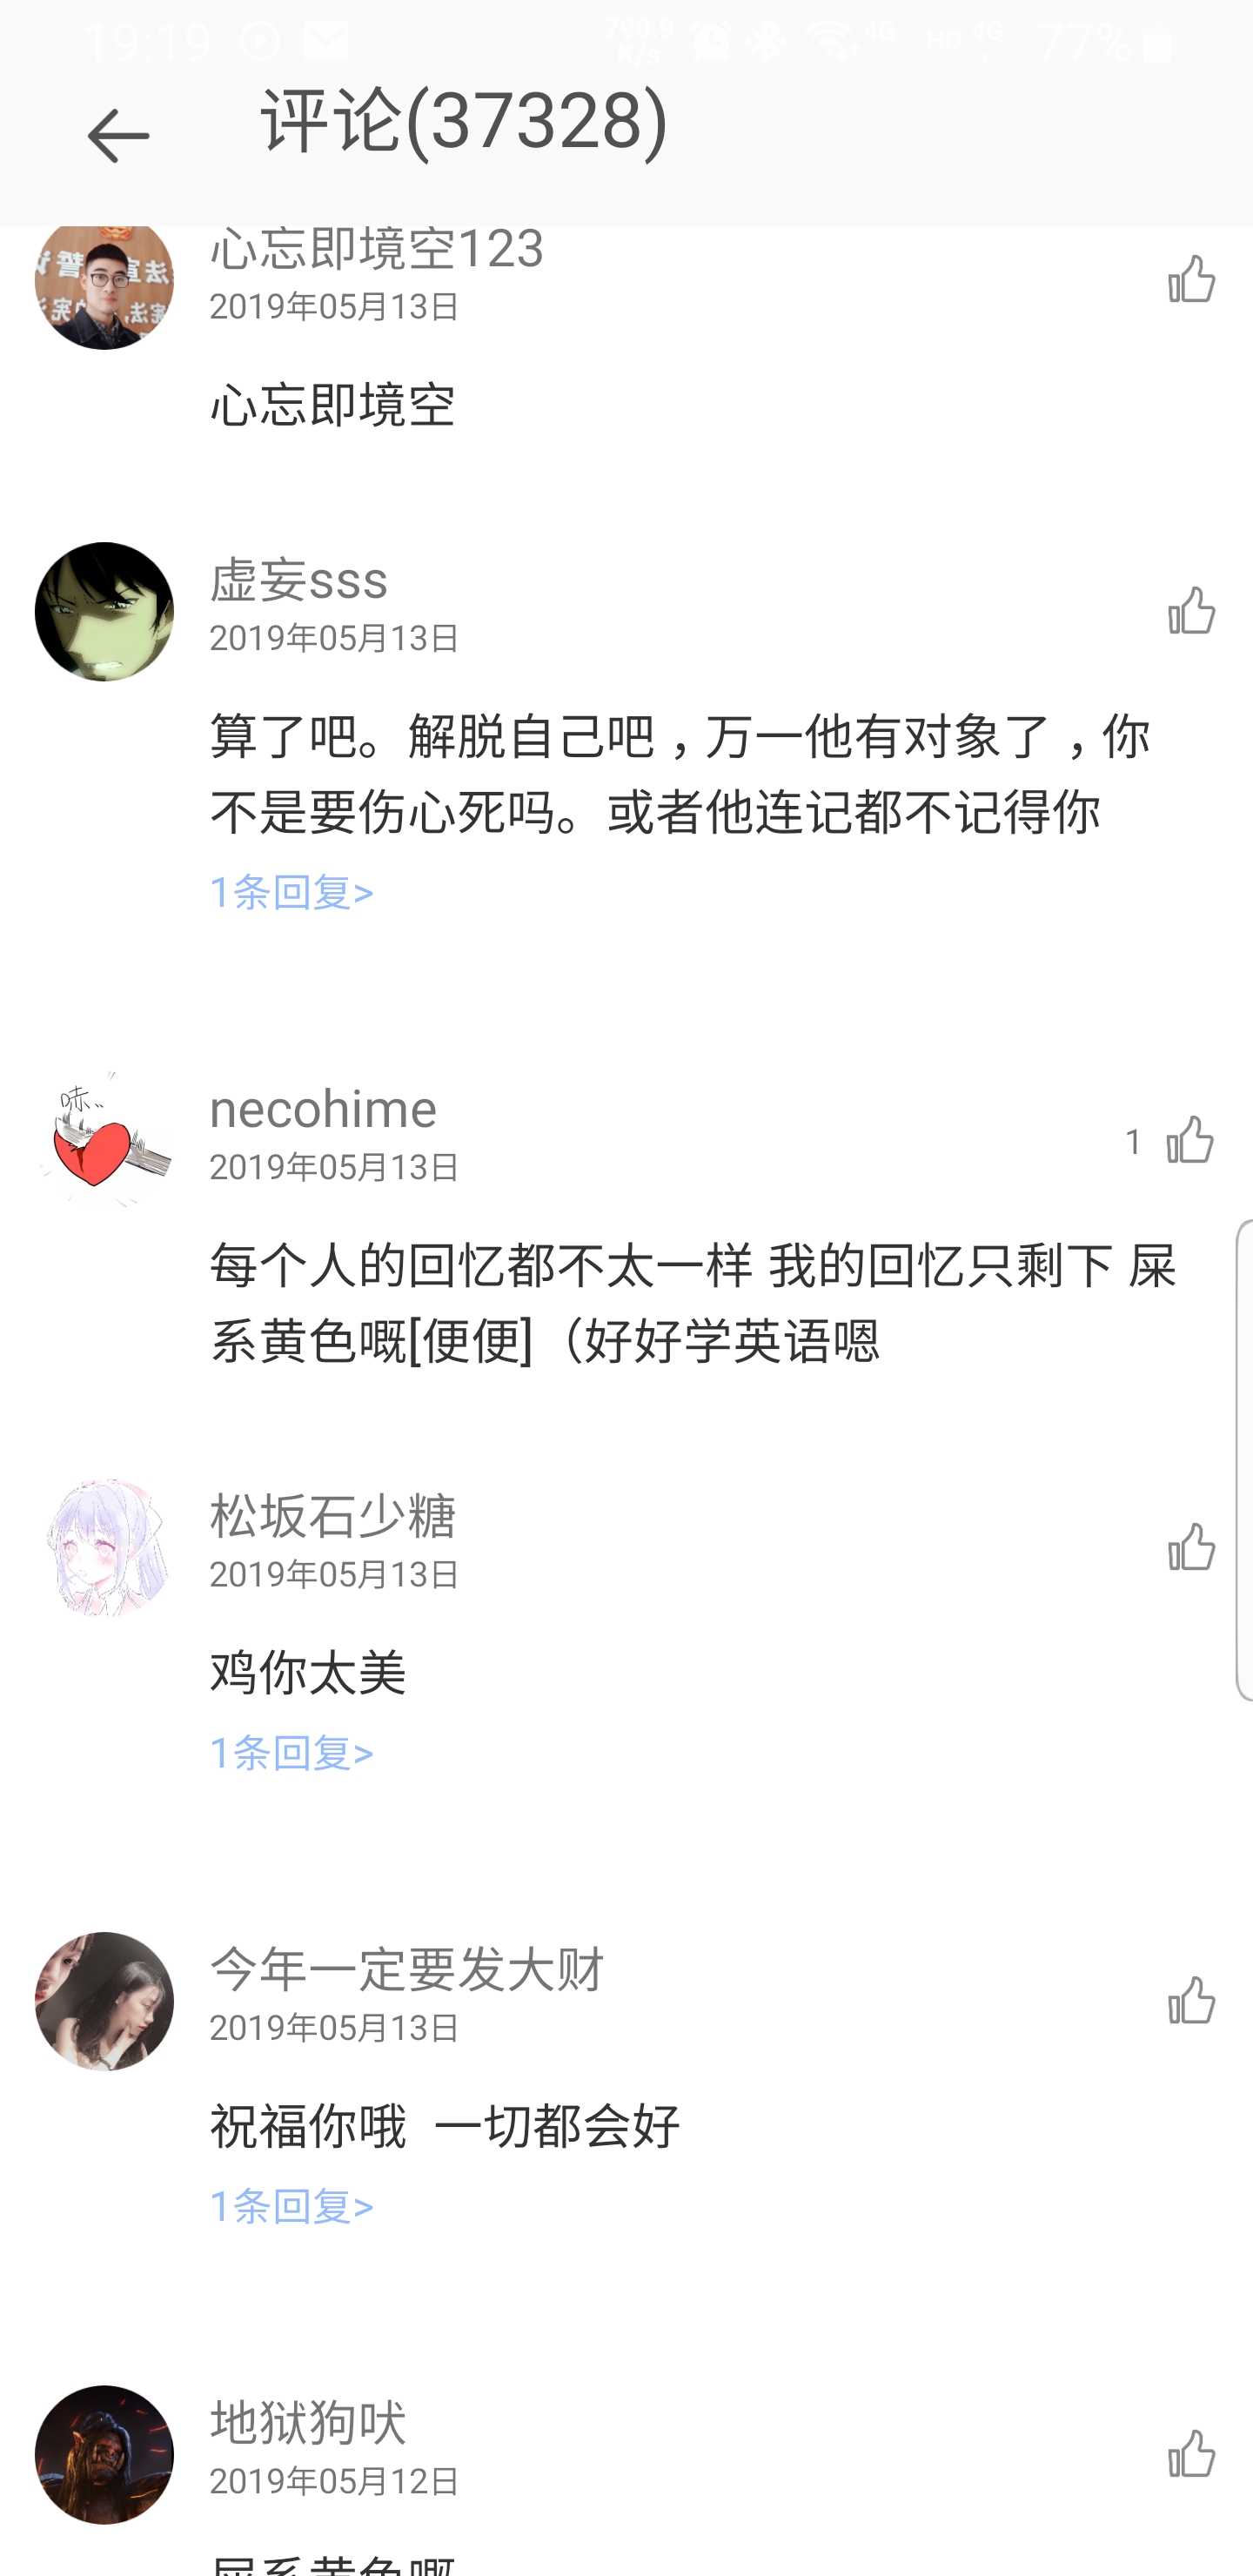 19:19 790.9 K/s 4G HD 4G 77%
评论(37328)
心忘即境空123
2019年05月13日
心忘即境空
虚妄sss
2019年05月13日
算了吧。解脱自己吧，万一他有对象了，你
不是要伤心死吗。或者他连记都不记得你
1条回复>
necohime
2019年05月13日
1
每个人的回忆都不太一样 我的回忆只剩下 屎
系黄色嘅[便便]（好好学英语嗯
松坂石少糖
2019年05月13日
鸡你太美
1条回复>
今年一定要发大财
2019年05月13日
祝福你哦 一切都会好
1条回复>
地狱狗吠
2019年05月12日
屎系黄色嘅